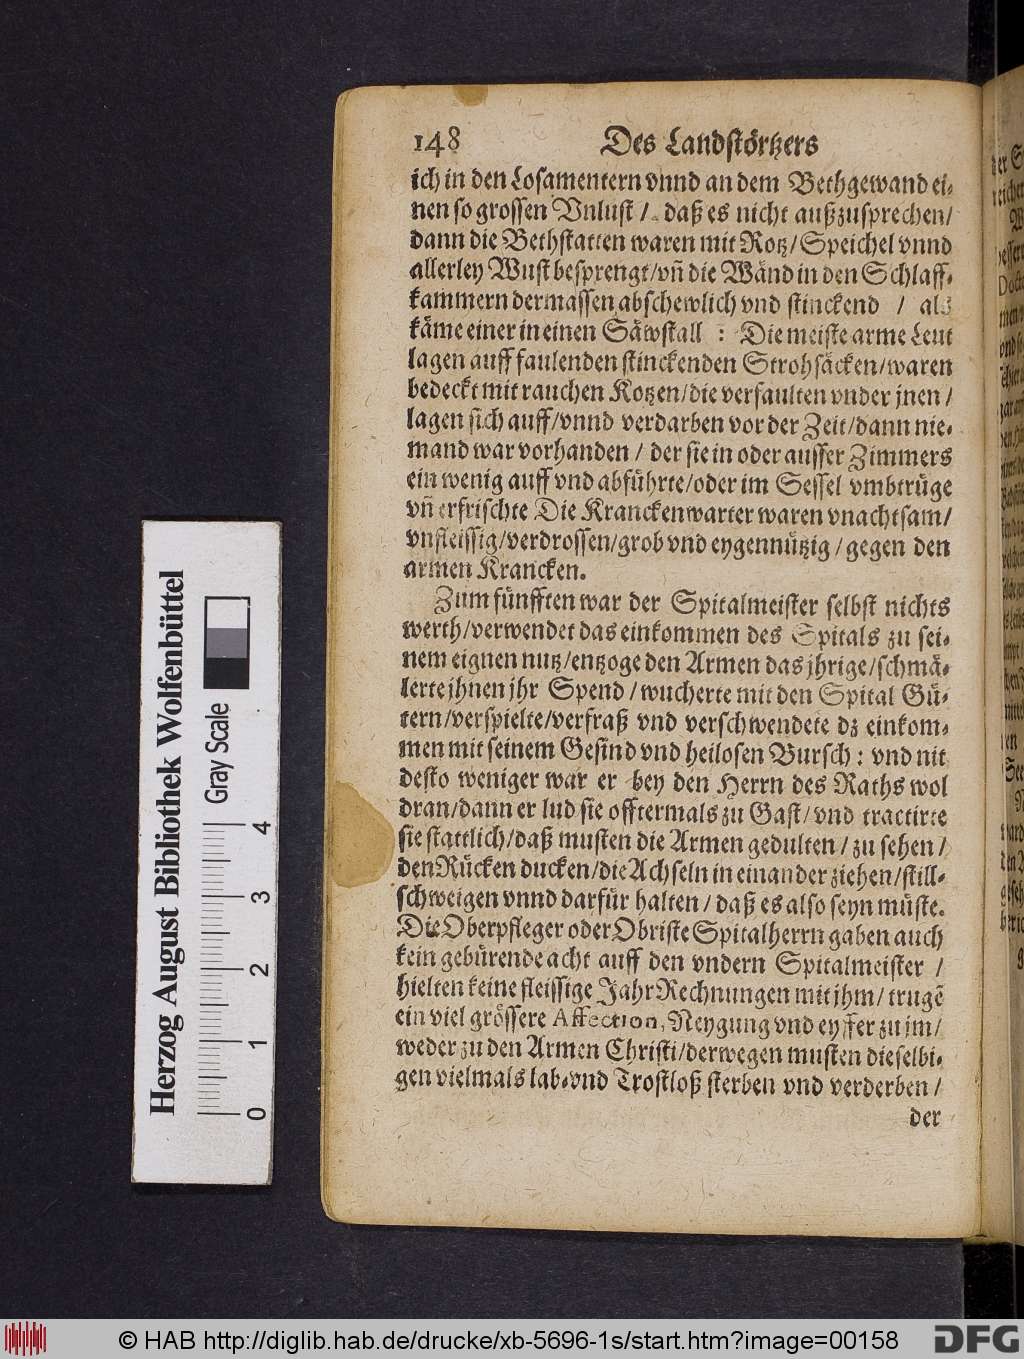 148 Des Landstörtzers
ich in den Losamentern vnnd an dem Bethgewand ei-
nen so grossen Vnlust / daß es nicht außzusprechen/
dann die Bethstatten waren mit Rotz/ Speichel vnnd
allerley Wust besprengt/vñ die Wänd in den Schlaff-
kammern dermassen abschewlich vnd stinckend / als
käme einer in einen Säwstall : Die meiste arme Leut
lagen auff faulenden stinckenden Strohsäcken/waren
bedeckt mit rauchen Kotzen/die verfaulten vnder jnen /
lagen sich auff/vnnd verdarben vor der Zeit/dann nie-
mand war vorhanden / der sie in oder ausser Zimmers
ein wenig auff vnd abführte/oder im Sessel vmbtrüge
vñ erfrischte Die Kranckenwarter waren vnachtsam/
vnfleissig/verdrossen/grob vnd eygennützig / gegen den
armen Krancken.
Zum fünfften war der Spitalmeister selbst nichts
werth/verwendet das einkommen des Spitals zu sei-
nem eignen nutz/entzoge den Armen das jhrige/schmä-
lerte jhnen jhr Spend / wucherte mit den Spital Gü-
tern/verspielte/verfraß vnd verschwendete dz einkom-
men mit seinem Gesind vnd heilosen Bursch : vnd nit
desto weniger war er bey den Herrn des Raths wol
dran/dann er lud sie offtermals zu Gast/vnd tractirte
sie stattlich/daß musten die Armen gedulten / zu sehen /
den Rücken ducken/die Achseln in einander ziehen/still-
schweigen vnnd darfür halten / daß es also seyn müste.
Die Oberpfleger oder Obriste Spitalherrn gaben auch
kein gebürende acht auff den vndern Spitalmeister /
hielten keine fleissige JahrRechnungen mit jhm/ trugẽ
ein viel grössere Affection, Neygung vnd eyffer zu jm/
weder zu den Armen Christi/derwegen musten dieselbi-
gen vielmals lab-vnd Trostloß sterben vnd verderben /
der
Herzog August Bibliothek Wolfenbüttel
Gray Scale
0 1 2 3 4
© HAB http://diglib.hab.de/drucke/xb-5696-1s/start.htm?image=00158
DFG